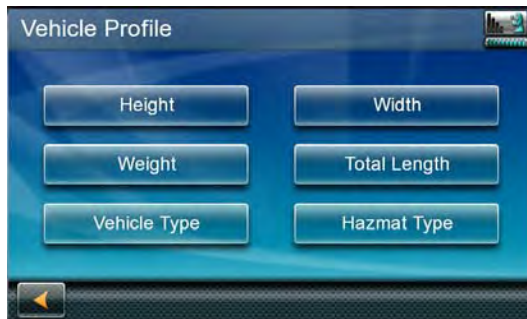 Vehicle Profile
Height
Width
Weight
Total Length
Vehicle Type
Hazmat Type